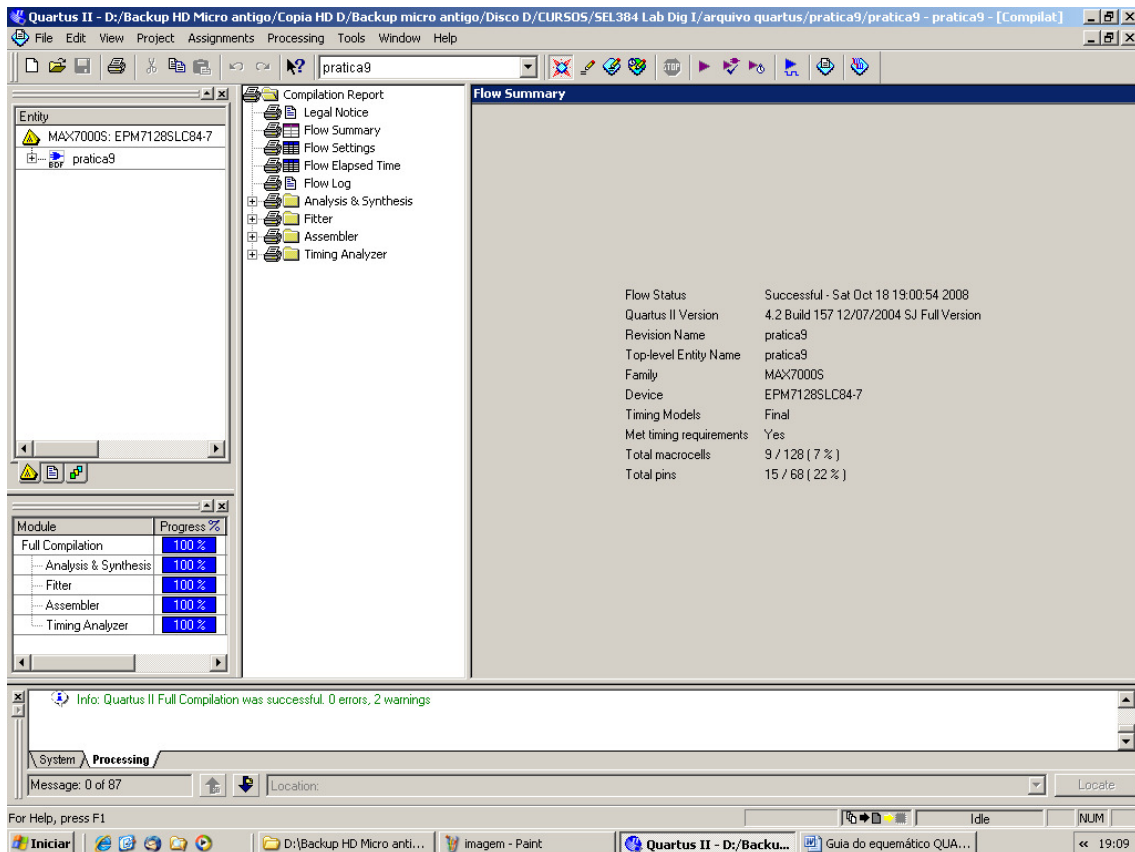 Quartus II - D:/Backup HD Micro antigo/Copia HD D/Backup micro antigo/Disco D/CURSOS/SEL384 Lab Dig I/arquivo quartus/pratica9/pratica9 - pratica9 - [Compilat]
File Edit View Project Assignments Processing Tools Window Help
pratica9
STOP
Entity
MAX7000S: EPM7128SLC84-7
BDF pratica9
Compilation Report
Legal Notice
Flow Summary
Flow Settings
Flow Elapsed Time
Flow Log
Analysis & Synthesis
Fitter
Assembler
Timing Analyzer
Flow Summary
Flow Status Successful - Sat Oct 18 19:00:54 2008
Quartus II Version 4.2 Build 157 12/07/2004 SJ Full Version
Revision Name pratica9
Top-level Entity Name pratica9
Family MAX7000S
Device EPM7128SLC84-7
Timing Models Final
Met timing requirements Yes
Total macrocells 9 / 128 ( 7 % )
Total pins 15 / 68 ( 22 % )
Module Progress %
Full Compilation 100 %
Analysis & Synthesis 100 %
Fitter 100 %
Assembler 100 %
Timing Analyzer 100 %
Info: Quartus II Full Compilation was successful. 0 errors, 2 warnings
System Processing
Message: 0 of 87 Location: Locate
For Help, press F1 Idle NUM
Iniciar D:\Backup HD Micro anti... imagem - Paint Quartus II - D:/Backu... Guia do equemático QUA... « 19:09